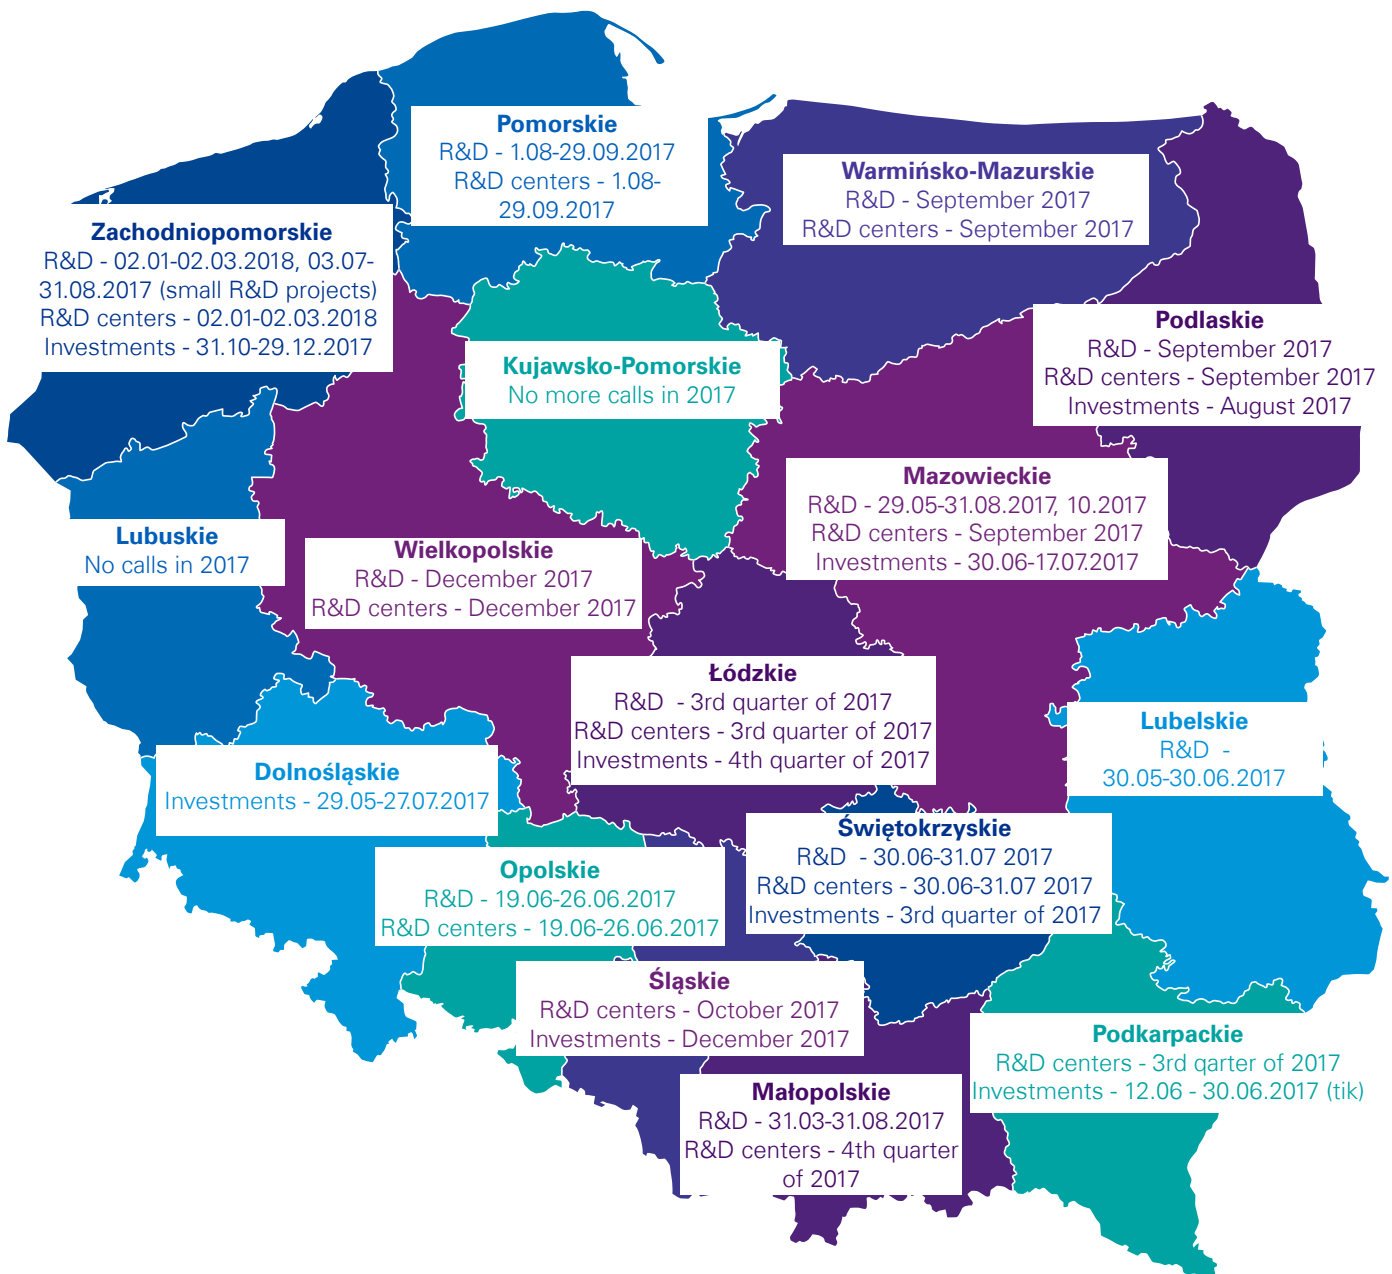 Pomorskie
R&D - 1.08-29.09.2017
R&D centers - 1.08-
29.09.2017
Warmińsko-Mazurskie
R&D - September 2017
R&D centers - September 2017
Zachodniopomorskie
R&D - 02.01-02.03.2018, 03.07-
31.08.2017 (small R&D projects)
R&D centers - 02.01-02.03.2018
Investments - 31.10-29.12.2017
Podlaskie
R&D - September 2017
R&D centers - September 2017
Investments - August 2017
Kujawsko-Pomorskie
No more calls in 2017
Mazowieckie
R&D - 29.05-31.08.2017, 10.2017
R&D centers - September 2017
Investments - 30.06-17.07.2017
Lubuskie
No calls in 2017
Wielkopolskie
R&D - December 2017
R&D centers - December 2017
Łódzkie
R&D - 3rd quarter of 2017
R&D centers - 3rd quarter of 2017
Investments - 4th quarter of 2017
Lubelskie
R&D -
30.05-30.06.2017
Dolnośląskie
Investments - 29.05-27.07.2017
Świętokrzyskie
R&D - 30.06-31.07 2017
R&D centers - 30.06-31.07 2017
Investments - 3rd quarter of 2017
Opolskie
R&D - 19.06-26.06.2017
R&D centers - 19.06-26.06.2017
Śląskie
R&D centers - October 2017
Investments - December 2017
Podkarpackie
R&D centers - 3rd qarter of 2017
Investments - 12.06 - 30.06.2017 (tik)
Małopolskie
R&D - 31.03-31.08.2017
R&D centers - 4th quarter
of 2017